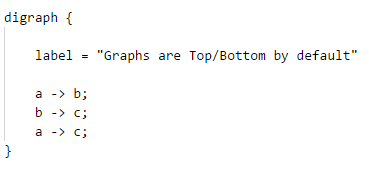 digraph {
label = "Graphs are Top/Bottom by default"
a -> b;
b -> c;
a -> c;
}